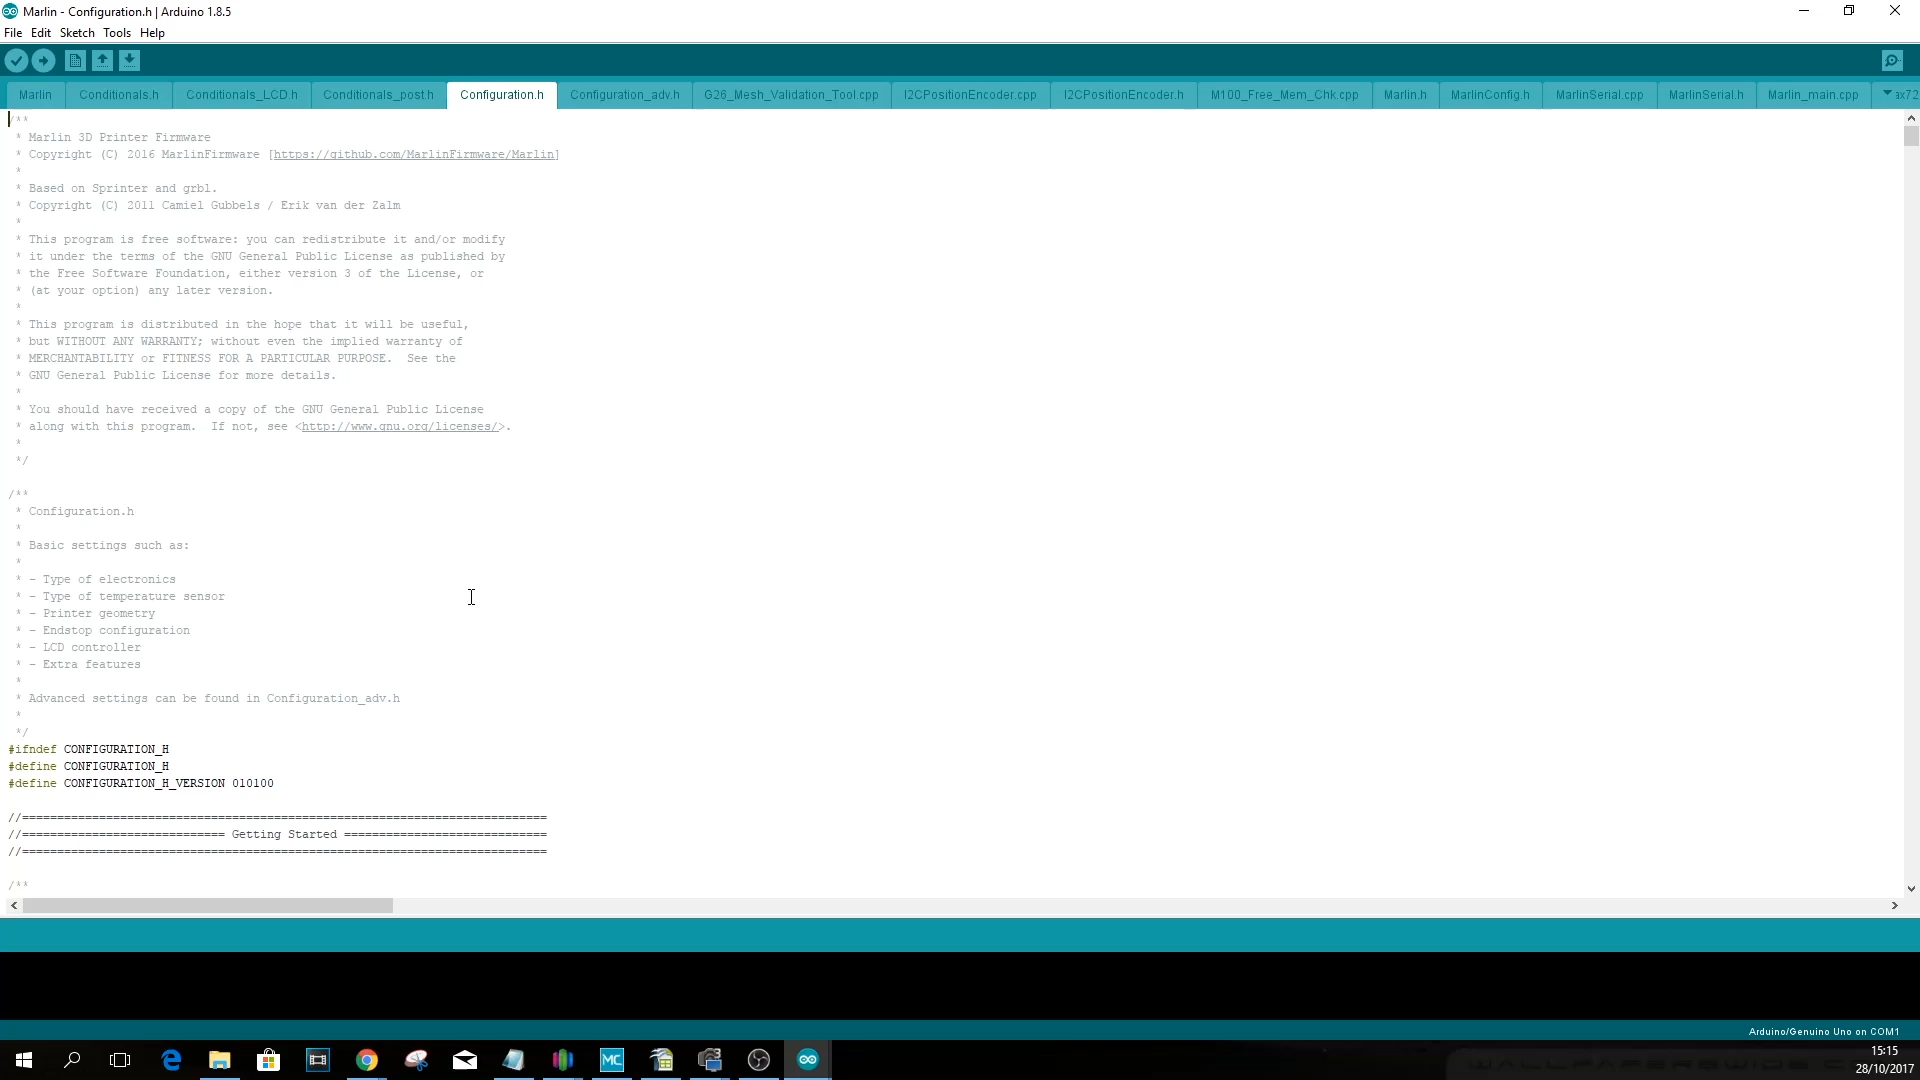 Marlin - Configuration.h | Arduino 1.8.5
File Edit Sketch Tools Help
Marlin Conditionals.h Conditionals_LCD.h Conditionals_post.h Configuration.h Configuration_adv.h G26_Mesh_Validation_Tool.cpp I2CPositionEncoder.cpp I2CPositionEncoder.h M100_Free_Mem_Chk.cpp Marlin.h MarlinConfig.h MarlinSerial.cpp MarlinSerial.h Marlin_main.cpp ax72
/**
* Marlin 3D Printer Firmware
* Copyright (C) 2016 MarlinFirmware [https://github.com/MarlinFirmware/Marlin]
*
* Based on Sprinter and grbl.
* Copyright (C) 2011 Camiel Gubbels / Erik van der Zalm
*
* This program is free software: you can redistribute it and/or modify
* it under the terms of the GNU General Public License as published by
* the Free Software Foundation, either version 3 of the License, or
* (at your option) any later version.
*
* This program is distributed in the hope that it will be useful,
* but WITHOUT ANY WARRANTY; without even the implied warranty of
* MERCHANTABILITY or FITNESS FOR A PARTICULAR PURPOSE.  See the
* GNU General Public License for more details.
*
* You should have received a copy of the GNU General Public License
* along with this program.  If not, see <http://www.gnu.org/licenses/>.
*
*/
/**
* Configuration.h
*
* Basic settings such as:
*
* - Type of electronics
* - Type of temperature sensor
* - Printer geometry
* - Endstop configuration
* - LCD controller
* - Extra features
*
* Advanced settings can be found in Configuration_adv.h
*
*/
#ifndef CONFIGURATION_H
#define CONFIGURATION_H
#define CONFIGURATION_H_VERSION 010100
//===========================================================================
//============================= Getting Started =============================
//===========================================================================
/**
Arduino/Genuino Uno on COM1
MC
15:15
28/10/2017